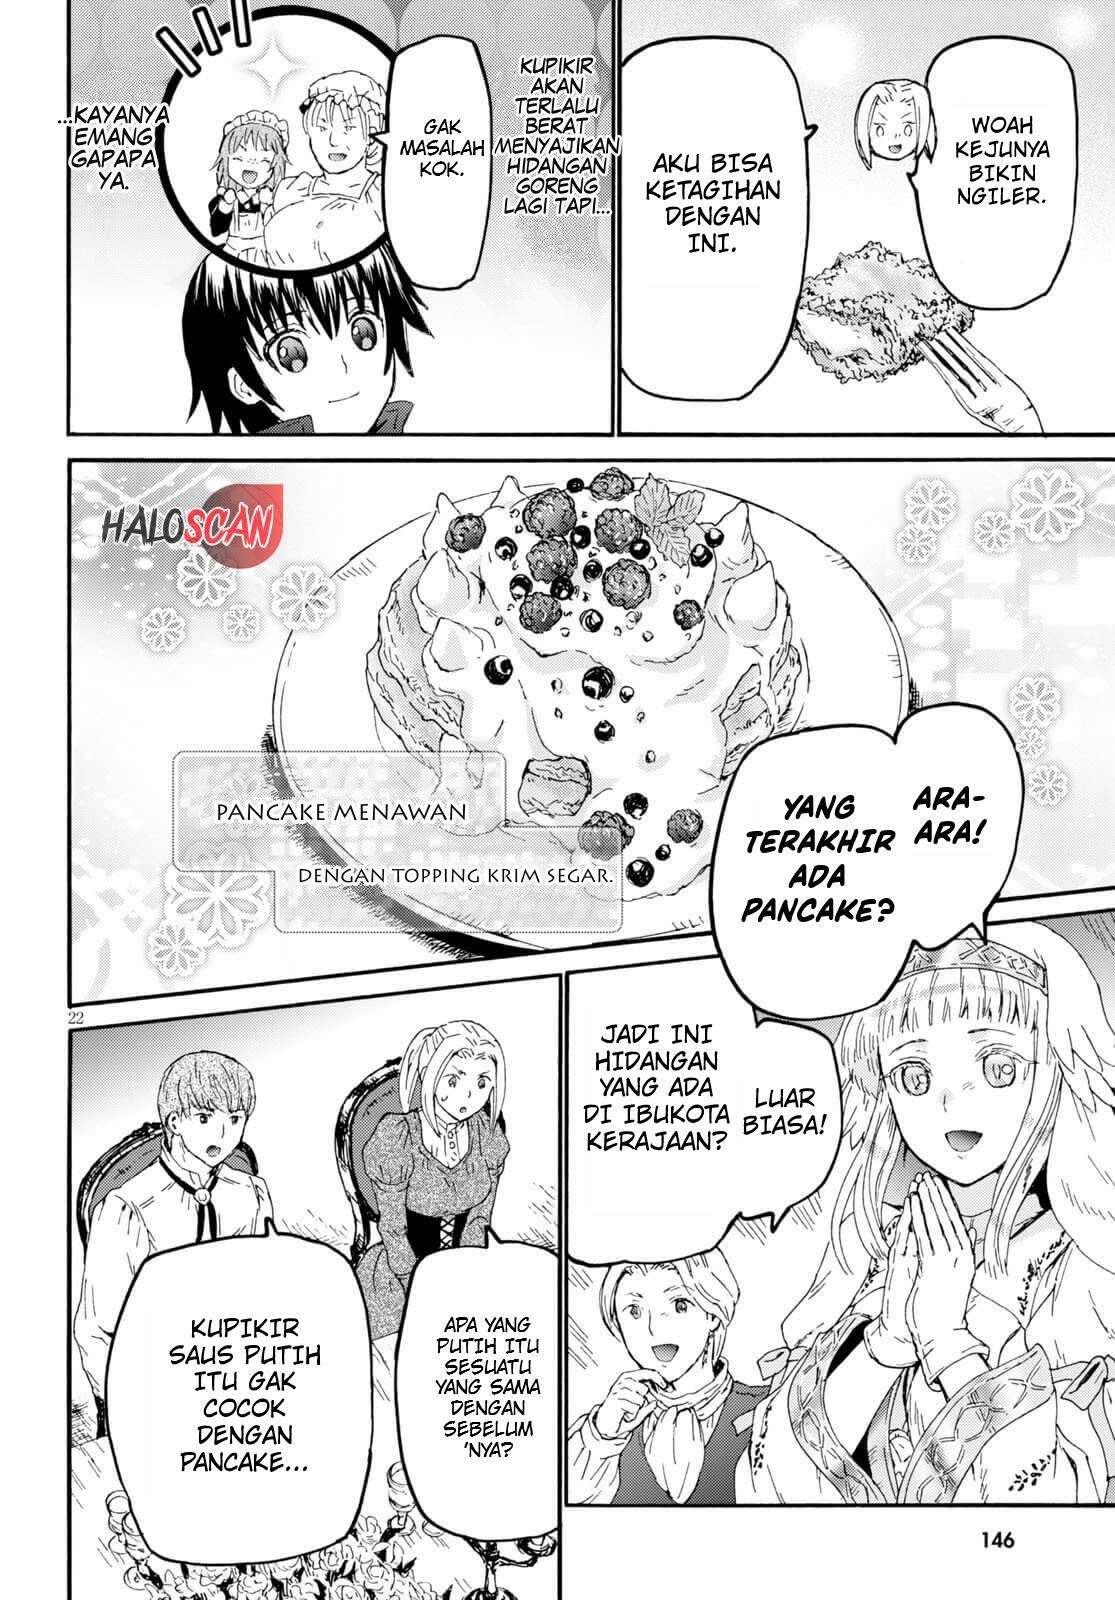 WOAH
KEJUNYA
BIKIN
NGILER.
AKU BISA
KETAGIHAN
DENGAN
INI.
KUPIKIR
AKAN
TERLALU
BERAT
MENYAJIKAN
HIDANGAN
GORENG
LAGI TAPI...
GAK
MASALAH
KOK.
...KAYANYA
EMANG
GAPAPA
YA.
HALOSCAN
PANCAKE MENAWAN
DENGAN TOPPING KRIM SEGAR.
ARA-
ARA!
YANG
TERAKHIR
ADA
PANCAKE?
LUAR
BIASA!
JADI INI
HIDANGAN
YANG ADA
DI IBUKOTA
KERAJAAN?
22
APA YANG
PUTIH ITU
SESUATU
YANG SAMA
DENGAN
SEBELUM
'NYA?
KUPIKIR
SAUS PUTIH
ITU GAK
COCOK
DENGAN
PANCAKE...
146